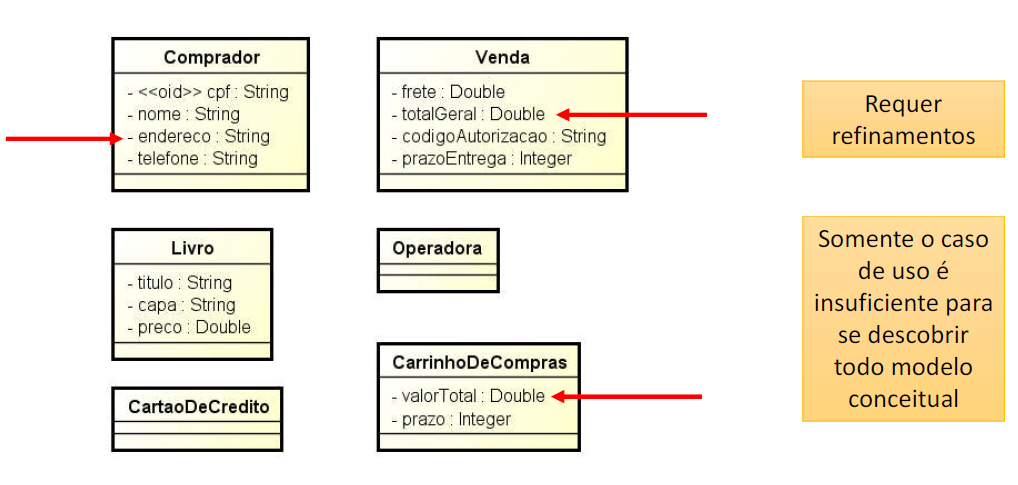 Comprador
- <<oid>> cpf : String
- nome : String
- endereco : String
- telefone : String
Venda
- frete : Double
- totalGeral : Double
- codigoAutorizacao : String
- prazoEntrega : Integer
Requer
refinamentos
Livro
- titulo : String
- capa : String
- preco : Double
Operadora
Somente o caso
de uso é
insuficiente para
se descobrir
todo modelo
conceitual
CartaoDeCredito
CarrinhoDeCompras
- valorTotal : Double
- prazo : Integer